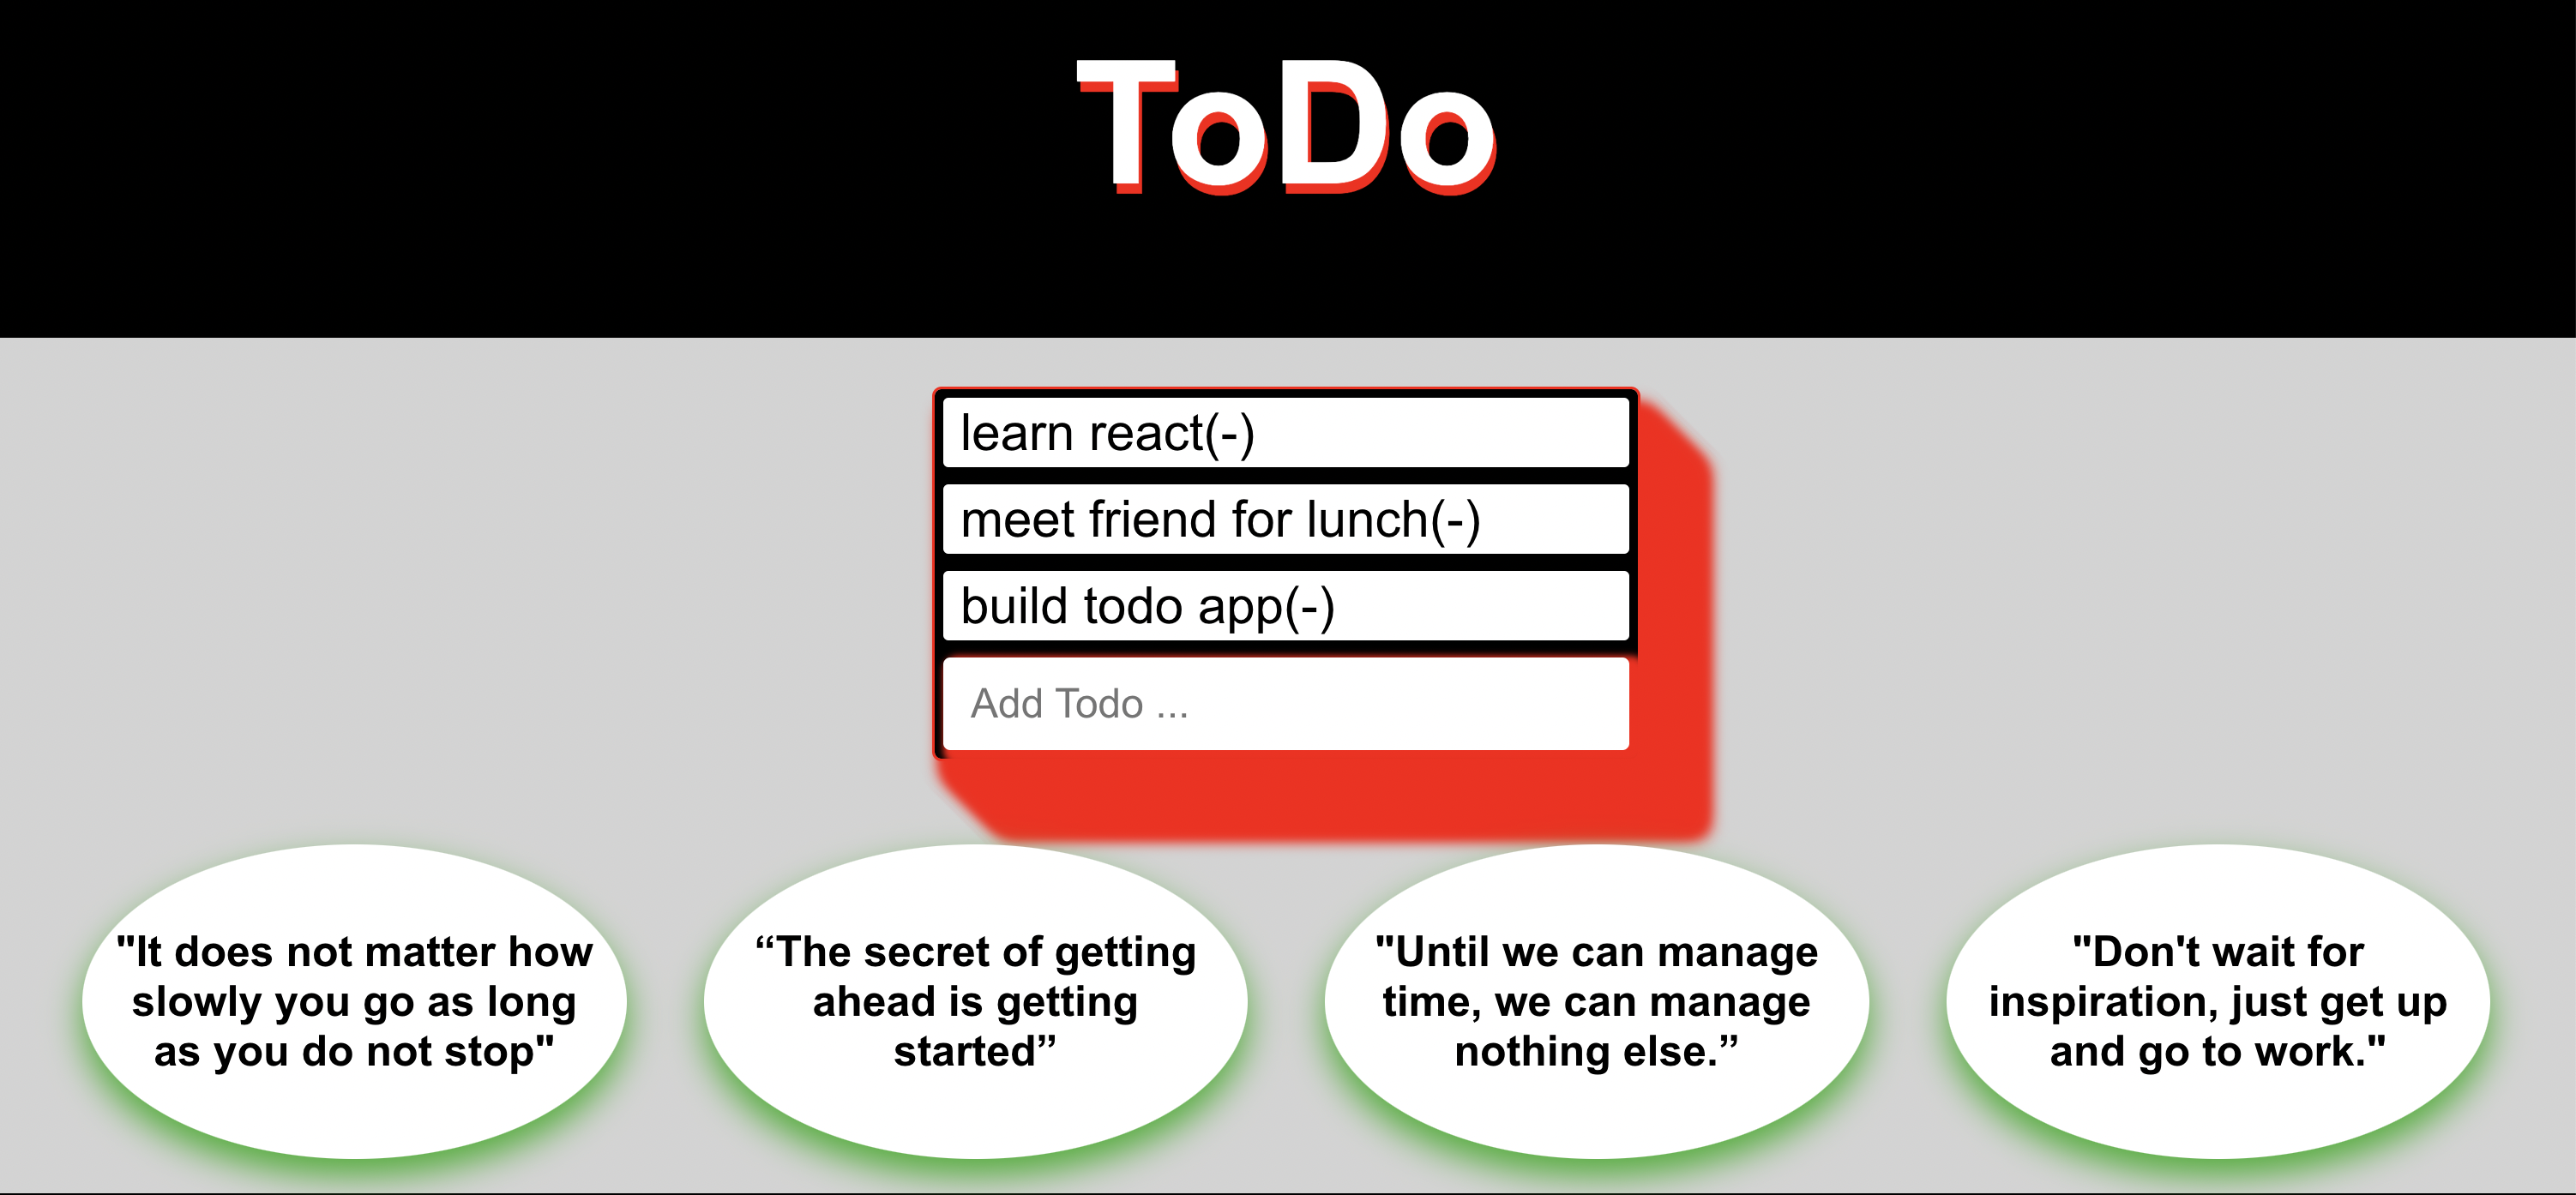 ToDo
learn react(-)
meet friend for lunch(-)
build todo app(-)
Add Todo ...
"It does not matter how
slowly you go as long
as you do not stop"
“The secret of getting
ahead is getting
started”
"Until we can manage
time, we can manage
nothing else.”
"Don't wait for
inspiration, just get up
and go to work."